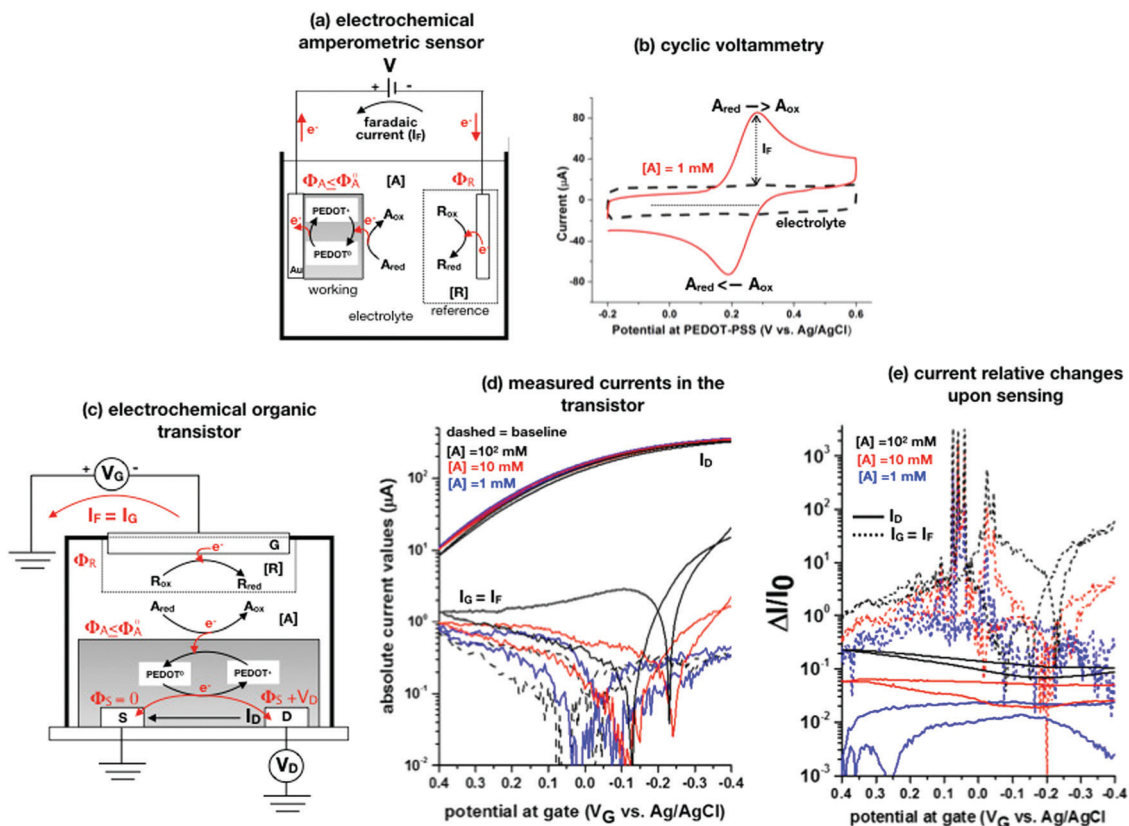 (a) electrochemical
amperometric sensor
V
+ -
faradaic
current (IF)
e-
e-
ΦA≤Φ°A
[A]
ΦR
PEDOT+
e-
e-
Aox
Rox
PEDOT0
Ared
Rred
e-
Au
working
[R]
electrolyte
reference
(b) cyclic voltammetry
Ared —> Aox
IF
[A] = 1 mM
electrolyte
Ared <— Aox
Current (µA)
80
40
0
-40
-80
-0.2 0.0 0.2 0.4 0.6
Potential at PEDOT-PSS (V vs. Ag/AgCl)
(c) electrochemical organic
transistor
+ VG -
IF = IG
G
e-
ΦR
[R]
Rox Rred
Ared Aox
[A]
ΦA≤Φ°A
e-
PEDOT0 PEDOT+
e-
ΦS = 0
ΦS + VD
S ID D
VD
(d) measured currents in the
transistor
dashed = baseline
[A] = 10² mM
[A] = 10 mM
[A] = 1 mM
ID
IG = IF
absolute current values (µA)
10²
10¹
10⁰
10⁻¹
10⁻²
0.4 0.3 0.2 0.1 0.0 -0.1 -0.2 -0.3 -0.4
potential at gate (VG vs. Ag/AgCl)
(e) current relative changes
upon sensing
[A] =10² mM
[A] = 10 mM
[A] = 1 mM
ID
IG = IF
ΔI/I0
10³
10²
10¹
10⁰
10⁻¹
10⁻²
10⁻³
0.4 0.3 0.2 0.1 0.0 -0.1 -0.2 -0.3 -0.4
potential at gate (VG vs. Ag/AgCl